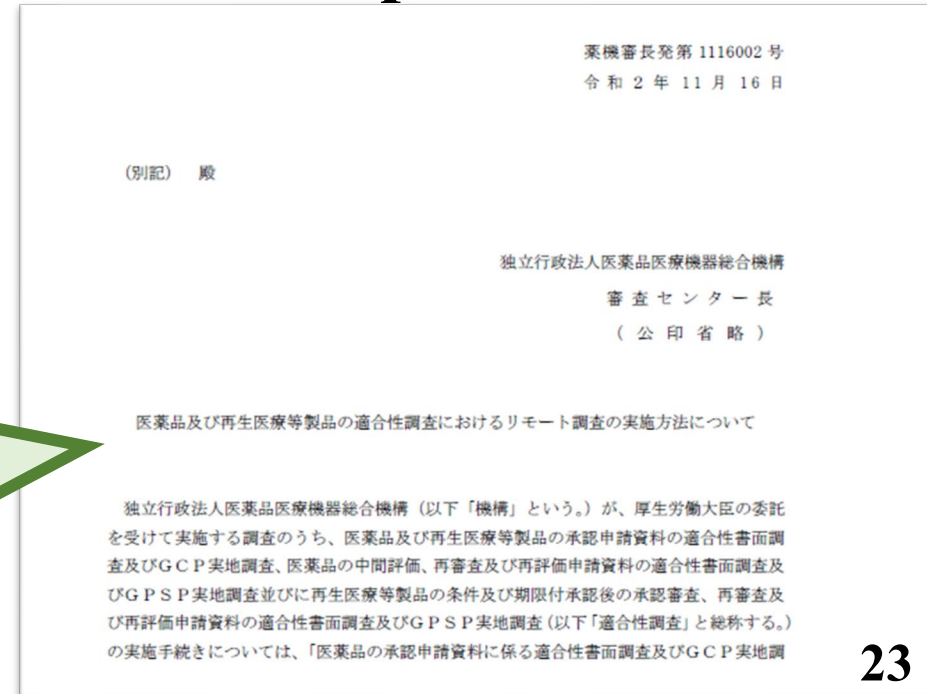 薬機審長発第 1116002 号
令和 2 年 11 月 16 日
(別記) 殿
独立行政法人医薬品医療機器総合機構
審査センター長
(公印省略)
医薬品及び再生医療等製品の適合性調査におけるリモート調査の実施方法について
独立行政法人医薬品医療機器総合機構(以下「機構」という。)が、厚生労働大臣の委託
を受けて実施する調査のうち、医薬品及び再生医療等製品の承認申請資料の適合性書面調
査及びGCP実地調査、医薬品の中間評価、再審査及び再評価申請資料の適合性書面調査及
びGPSP実地調査並びに再生医療等製品の条件及び期限付承認後の承認審査、再審査及
び再評価申請資料の適合性書面調査及びGPSP実地調査(以下「適合性調査」と総称する。)
の実施手続きについては、「医薬品の承認申請資料に係る適合性書面調査及びGCP実地調
23